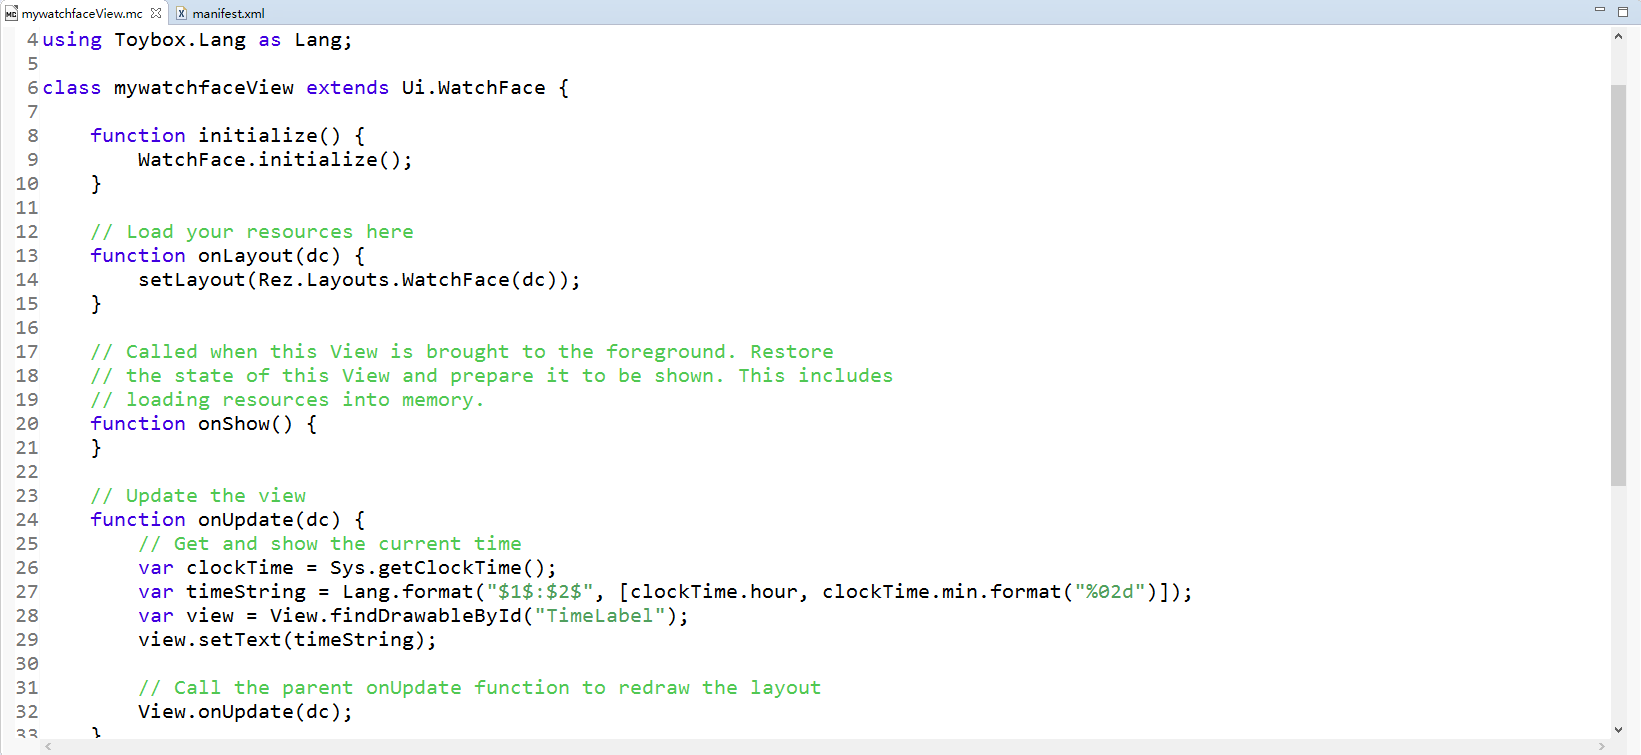 MC mywatchfaceView.mc X manifest.xml
4 using Toybox.Lang as Lang;
5
6 class mywatchfaceView extends Ui.WatchFace {
7
8     function initialize() {
9         WatchFace.initialize();
10     }
11
12     // Load your resources here
13     function onLayout(dc) {
14         setLayout(Rez.Layouts.WatchFace(dc));
15     }
16
17     // Called when this View is brought to the foreground. Restore
18     // the state of this View and prepare it to be shown. This includes
19     // loading resources into memory.
20     function onShow() {
21     }
22
23     // Update the view
24     function onUpdate(dc) {
25         // Get and show the current time
26         var clockTime = Sys.getClockTime();
27         var timeString = Lang.format("$1$:$2$", [clockTime.hour, clockTime.min.format("%02d")]);
28         var view = View.findDrawableById("TimeLabel");
29         view.setText(timeString);
30
31         // Call the parent onUpdate function to redraw the layout
32         View.onUpdate(dc);
33     }